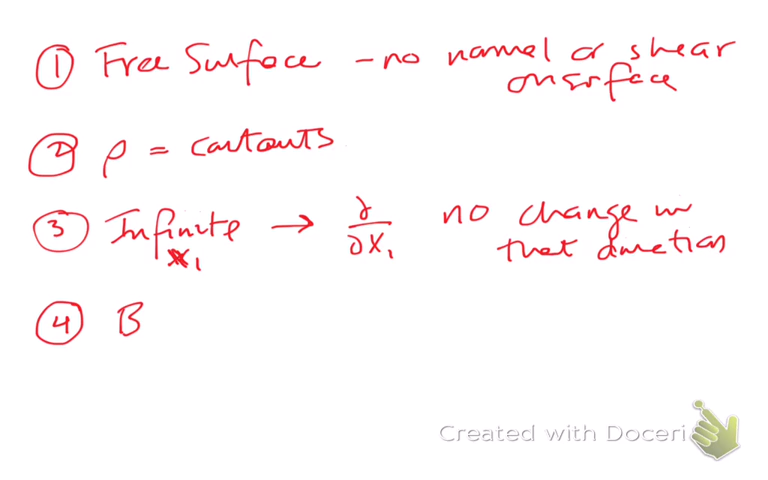 ① Free Surface - no normal or shear
on surface
② ρ = constants
③ Infinite → ∂/∂X₁ no change in
X₁ that direction
④ B
Created with Doceri